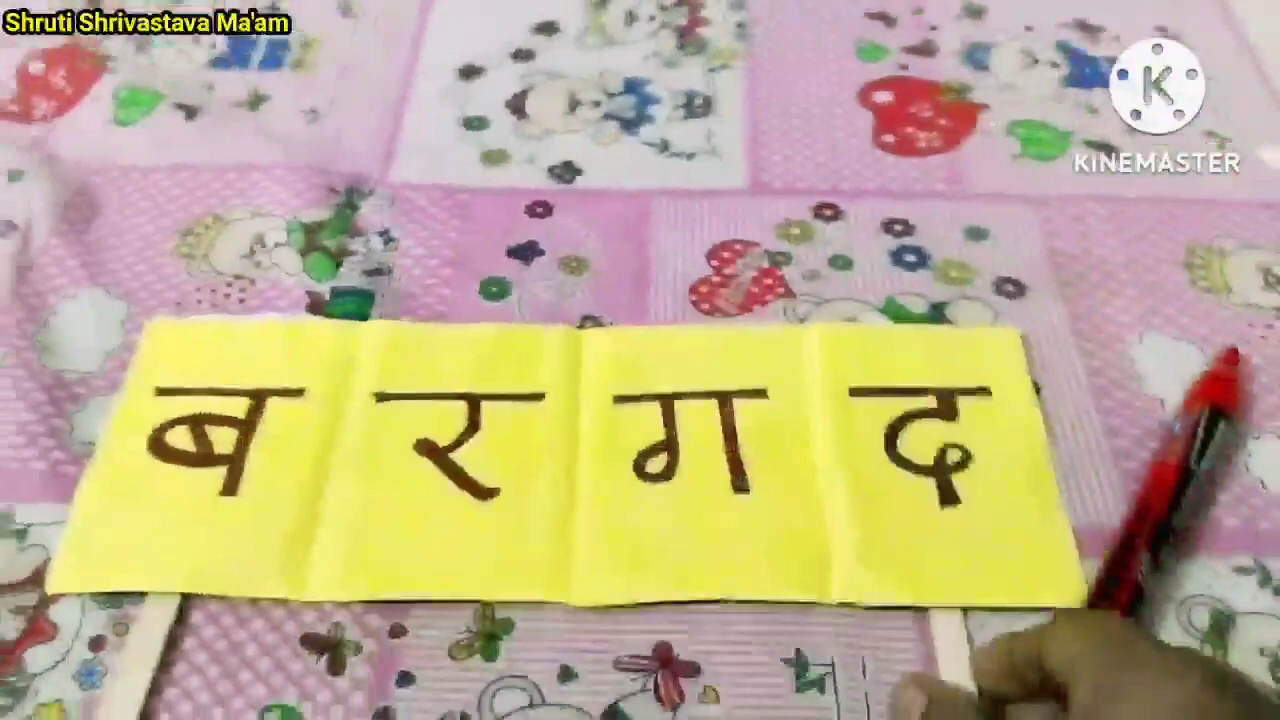 Shruti Shrivastava Ma'am
K
KINEMASTER
ब र ग द